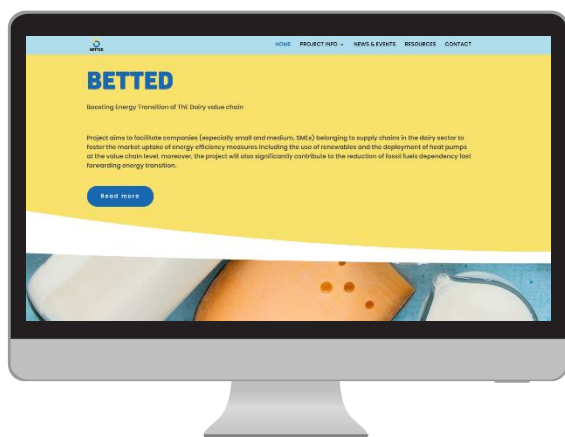 BETTED
HOME PROJECT INFO NEWS & EVENTS RESOURCES CONTACT
BETTED
Boosting Energy Transition of ThE Dairy value chain
Project aims to facilitate companies (especially small and medium, SMEs) belonging to supply chains in the dairy sector to
foster the market uptake of energy efficiency measures including the use of renewables and the deployment of heat pumps
at the value chain level, moreover, the project will also significantly contribute to the reduction of fossil fuels dependency fast
forwarding energy transition.
Read more